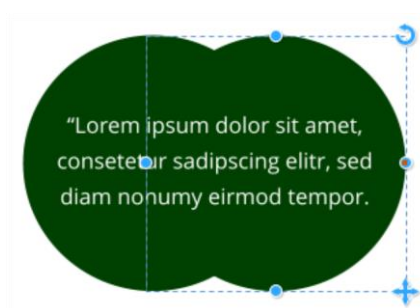 “Lorem ipsum dolor sit amet,
consetetur sadipscing elitr, sed
diam nonumy eirmod tempor.